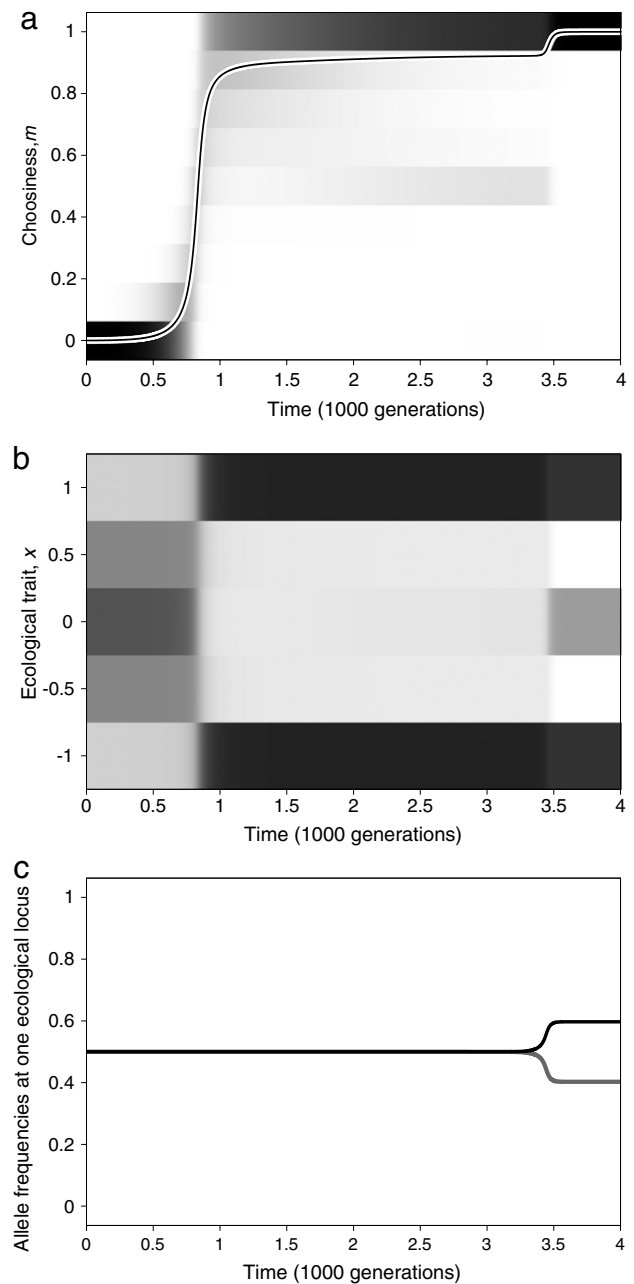 a
1
0.8
0.6
0.4
0.2
0
Choosiness,m
0 0.5 1 1.5 2 2.5 3 3.5 4
Time (1000 generations)
b
1
0.5
0
-0.5
-1
Ecological trait, x
0 0.5 1 1.5 2 2.5 3 3.5 4
Time (1000 generations)
c
1
0.8
0.6
0.4
0.2
0
Allele frequencies at one ecological locus
0 0.5 1 1.5 2 2.5 3 3.5 4
Time (1000 generations)